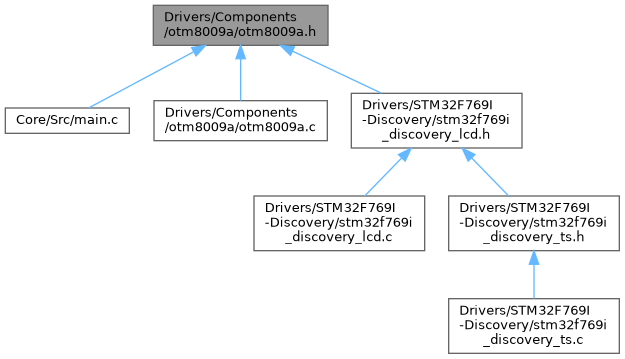 Drivers/Components
/otm8009a/otm8009a.h
Core/Src/main.c
Drivers/Components
/otm8009a/otm8009a.c
Drivers/STM32F769I
-Discovery/stm32f769i
_discovery_lcd.h
Drivers/STM32F769I
-Discovery/stm32f769i
_discovery_lcd.c
Drivers/STM32F769I
-Discovery/stm32f769i
_discovery_ts.h
Drivers/STM32F769I
-Discovery/stm32f769i
_discovery_ts.c